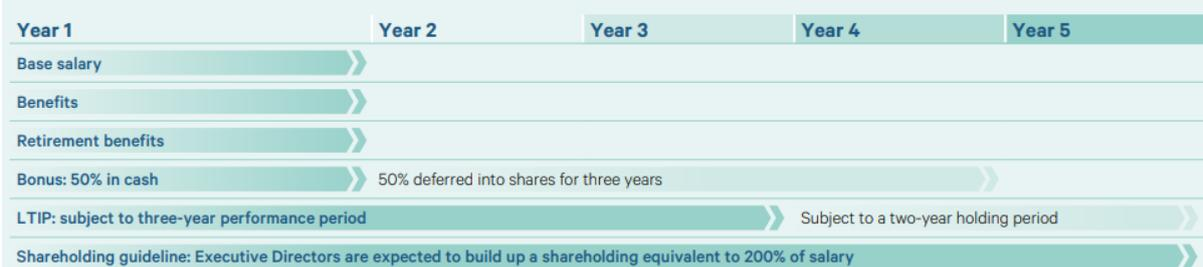 Year 1 Year 2 Year 3 Year 4 Year 5
Base salary
Benefits
Retirement benefits
Bonus: 50% in cash 50% deferred into shares for three years
LTIP: subject to three-year performance period Subject to a two-year holding period
Shareholding guideline: Executive Directors are expected to build up a shareholding equivalent to 200% of salary